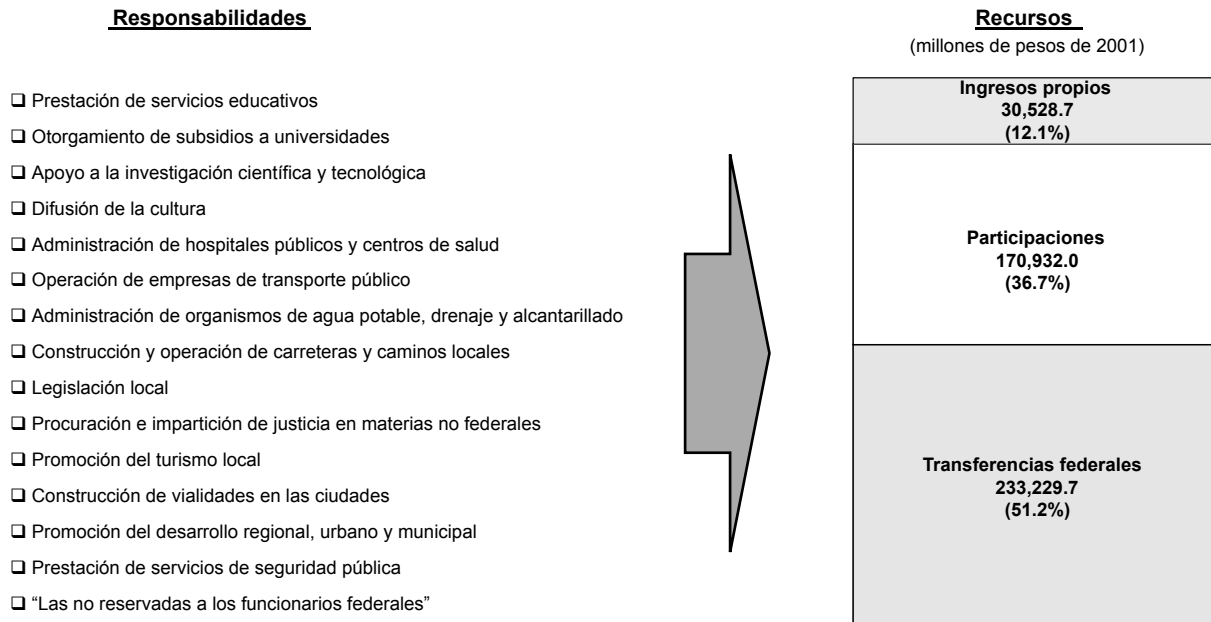 Responsabilidades
❑ Prestación de servicios educativos
❑ Otorgamiento de subsidios a universidades
❑ Apoyo a la investigación científica y tecnológica
❑ Difusión de la cultura
❑ Administración de hospitales públicos y centros de salud
❑ Operación de empresas de transporte público
❑ Administración de organismos de agua potable, drenaje y alcantarillado
❑ Construcción y operación de carreteras y caminos locales
❑ Legislación local
❑ Procuración e impartición de justicia en materias no federales
❑ Promoción del turismo local
❑ Construcción de vialidades en las ciudades
❑ Promoción del desarrollo regional, urbano y municipal
❑ Prestación de servicios de seguridad pública
❑ “Las no reservadas a los funcionarios federales”
Recursos
(millones de pesos de 2001)
Ingresos propios
30,528.7
(12.1%)
Participaciones
170,932.0
(36.7%)
Transferencias federales
233,229.7
(51.2%)